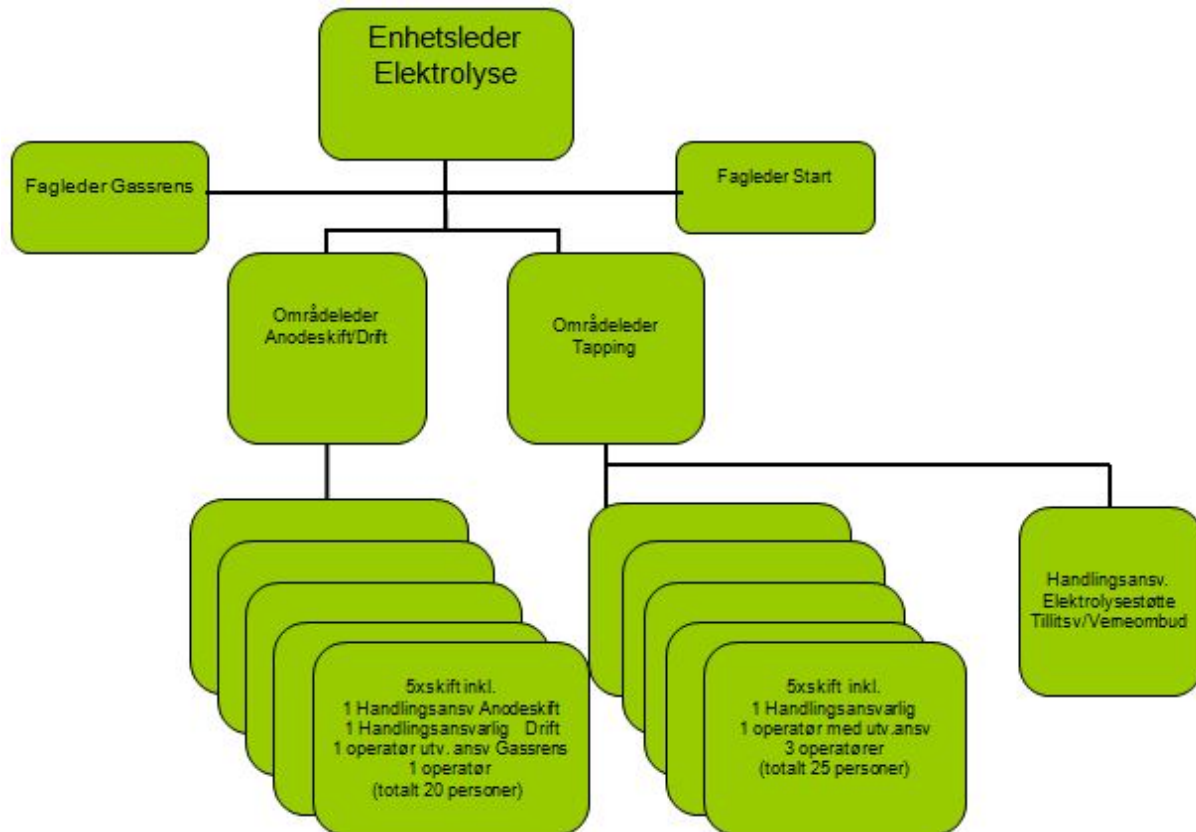 Enhetsleder
Elektrolyse
Fagleder Gassrens
Fagleder Start
Områdeleder
Anodeskift/Drift
Områdeleder
Tapping
5xskift inkl.
1 Handlingsansv Anodeskift
1 Handlingsansvarlig Drift
1 operatør utv. ansv Gassrens
1 operatør
(totalt 20 personer)
5xskift inkl.
1 Handlingsansvarlig
1 operatør med utv.ansv
3 operatører
(totalt 25 personer)
Handlingsansv.
Elektrolysestøtte
Tillitsv/Verneombud